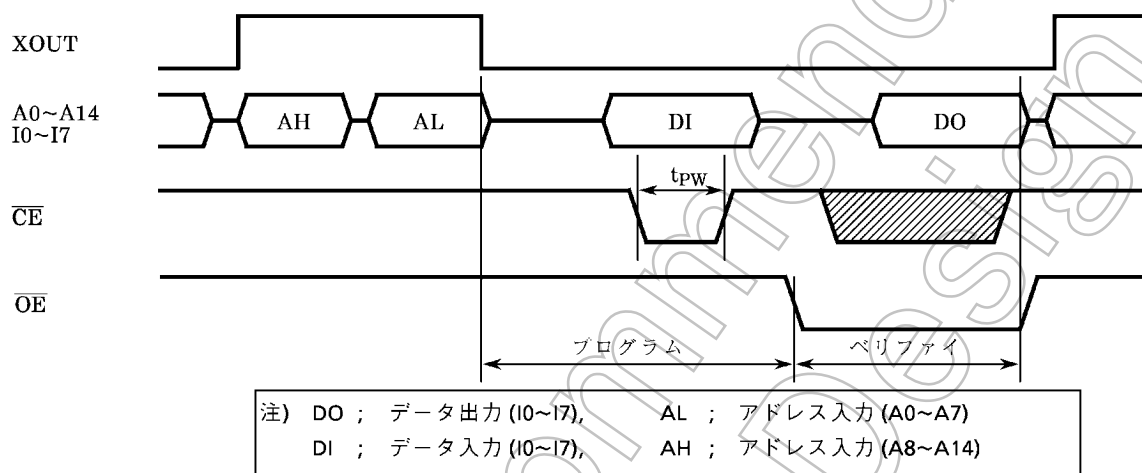 XOUT
A0~A14
I0~I7
AH
AL
DI
DO
tPW
CE
OE
プログラム
ベリファイ
注) DO ; データ出力 (I0~I7), AL ; アドレス入力 (A0~A7)
DI ; データ入力 (I0~I7), AH ; アドレス入力 (A8~A14)
Design